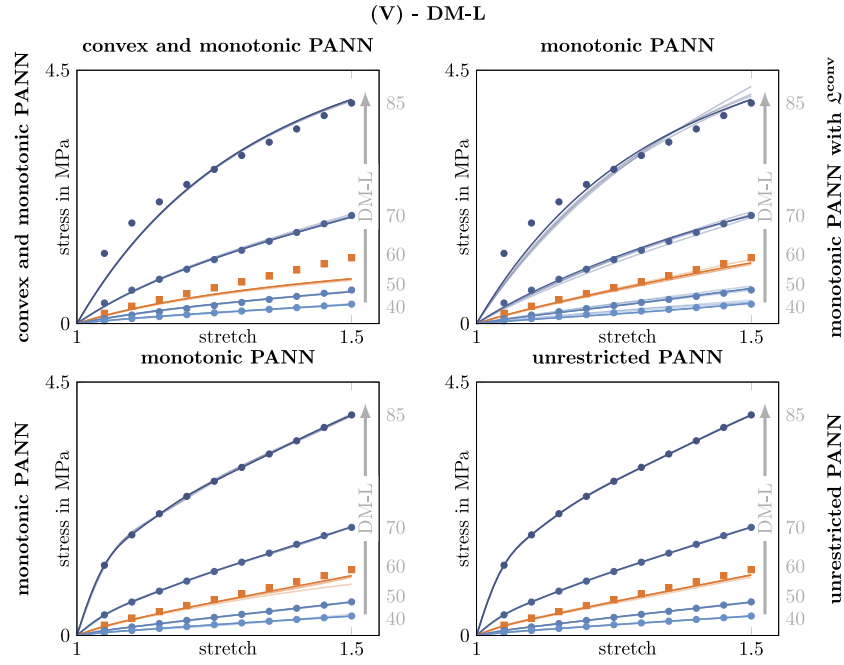 (V) - DM-L
convex and monotonic PANN
monotonic PANN
convex and monotonic PANN
stress in MPa
4.5
0
1
stretch
1.5
DM-L
85
70
60
50
40
4.5
stress in MPa
0
1
stretch
1.5
DM-L
85
70
60
50
40
monotonic PANN with 𝔏conv
monotonic PANN
unrestricted PANN
monotonic PANN
stress in MPa
4.5
0
1
stretch
1.5
DM-L
85
70
60
50
40
4.5
stress in MPa
0
1
stretch
1.5
DM-L
85
70
60
50
40
unrestricted PANN